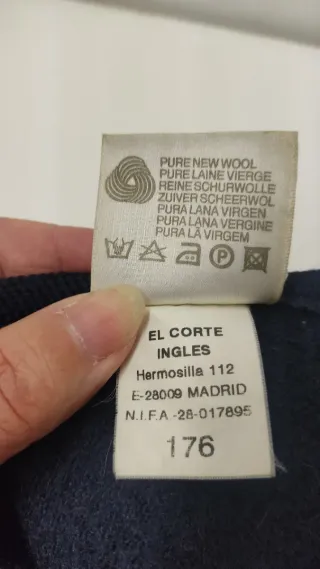 PURE NEW WOOL
PURE LAINE VIERGE
REINE SCHURWOLLE
ZUIVER SCHEERWOL
PURA LANA VIRGEN
PURA LANA VERGINE
PURA LÃ VIRGEM
P
EL CORTE
INGLES
Hermosilla 112
E-28009 MADRID
N.I.F.A.-28-017895
176